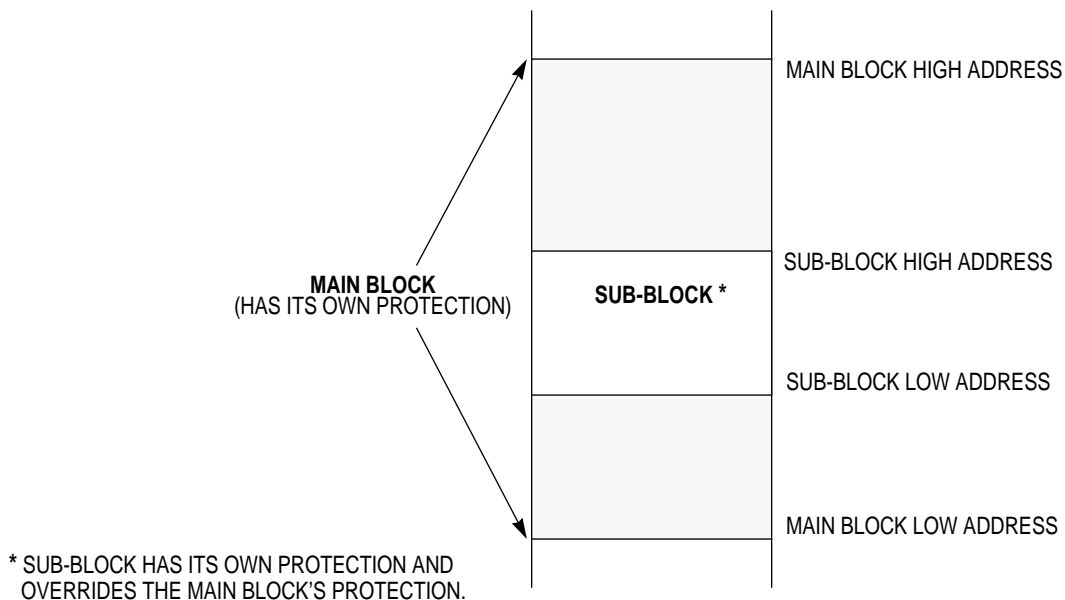 MAIN BLOCK HIGH ADDRESS
SUB-BLOCK HIGH ADDRESS
MAIN BLOCK
(HAS ITS OWN PROTECTION)
SUB-BLOCK *
SUB-BLOCK LOW ADDRESS
MAIN BLOCK LOW ADDRESS
* SUB-BLOCK HAS ITS OWN PROTECTION AND
OVERRIDES THE MAIN BLOCK’S PROTECTION.